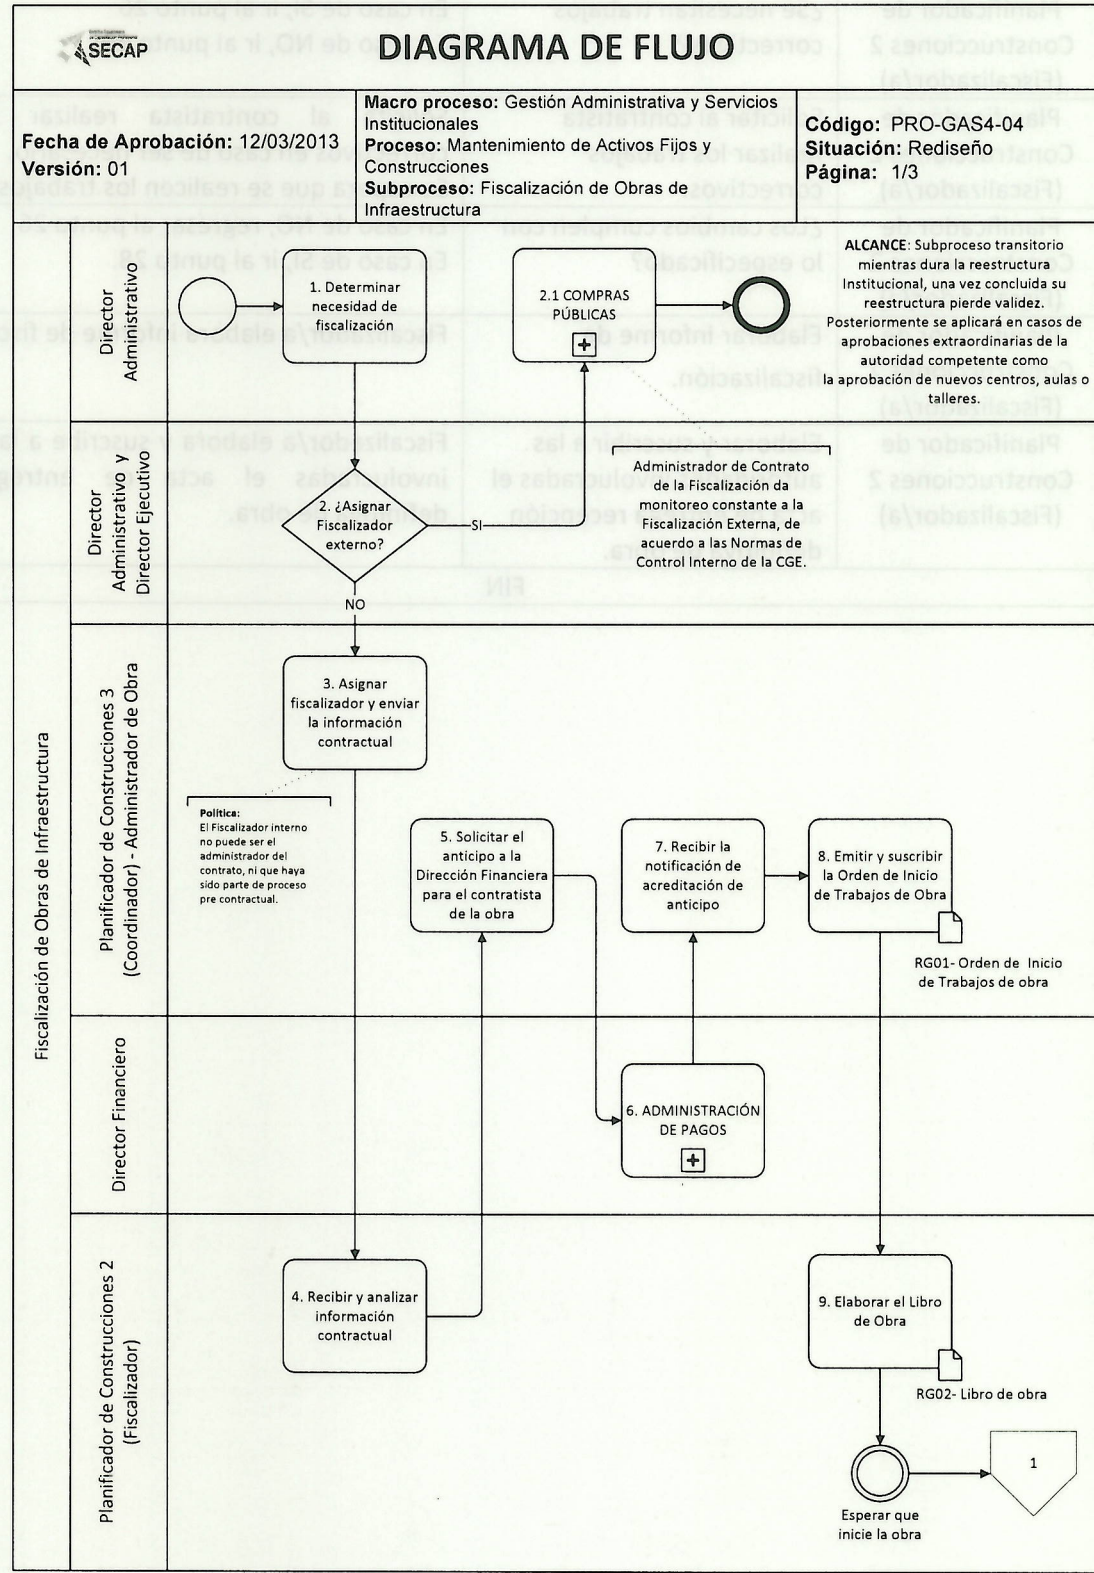 SECAP
DIAGRAMA DE FLUJO
Fecha de Aprobación: 12/03/2013
Versión: 01
Macro proceso: Gestión Administrativa y Servicios
Institucionales
Proceso: Mantenimiento de Activos Fijos y
Construcciones
Subproceso: Fiscalización de Obras de
Infraestructura
Código: PRO-GAS4-04
Situación: Rediseño
Página: 1/3
Fiscalización de Obras de Infraestructura
Director
Administrativo
1. Determinar
necesidad de
fiscalización
2.1 COMPRAS
PÚBLICAS
ALCANCE: Subproceso transitorio
mientras dura la reestructura
Institucional, una vez concluida su
reestructura pierde validez.
Posteriormente se aplicará en casos de
aprobaciones extraordinarias de la
autoridad competente como
la aprobación de nuevos centros, aulas o
talleres.
Director
Administrativo y
Director Ejecutivo
2. ¿Asignar
Fiscalizador
externo?
SI
NO
Administrador de Contrato
de la Fiscalización da
monitoreo constante a la
Fiscalización Externa, de
acuerdo a las Normas de
Control Interno de la CGE.
Planificador de Construcciones 3
(Coordinador) - Administrador de Obra
3. Asignar
fiscalizador y enviar
la información
contractual
Política:
El Fiscalizador interno
no puede ser el
administrador del
contrato, ni que haya
sido parte de proceso
pre contractual.
5. Solicitar el
anticipo a la
Dirección Financiera
para el contratista
de la obra
7. Recibir la
notificación de
acreditación de
anticipo
8. Emitir y suscribir
la Orden de Inicio
de Trabajos de Obra
RG01- Orden de Inicio
de Trabajos de obra
Director Financiero
6. ADMINISTRACIÓN
DE PAGOS
Planificador de Construcciones 2
(Fiscalizador)
4. Recibir y analizar
información
contractual
9. Elaborar el Libro
de Obra
RG02- Libro de obra
Esperar que
inicie la obra
1